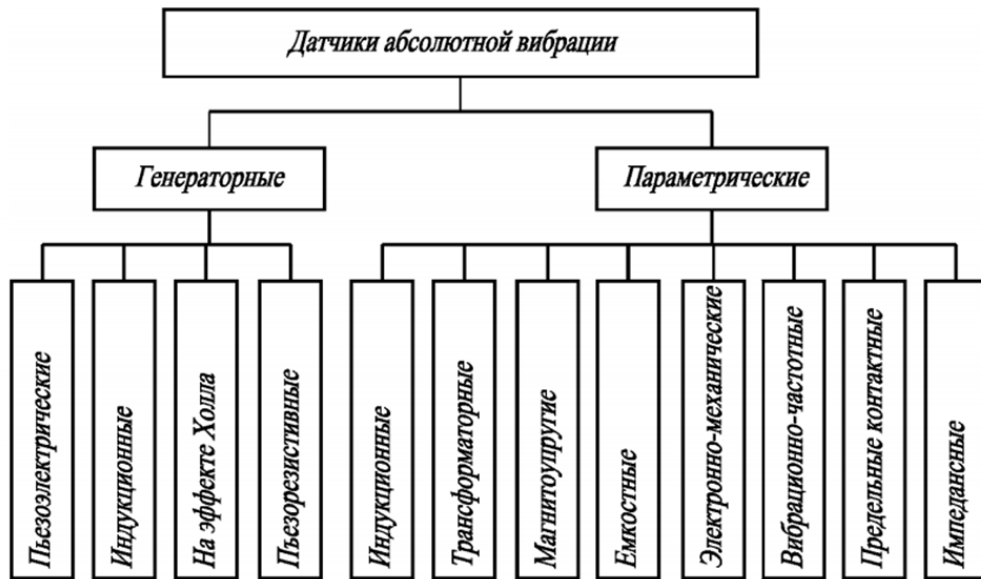 Датчики абсолютной вибрации
Генераторные
Параметрические
Пьезоэлектрические
Индукционные
На эффекте Холла
Пьезорезистивные
Индукционные
Трансформаторные
Магнитоупругие
Емкостные
Электронно-механические
Вибрационно-частотные
Предельные контактные
Импедансные